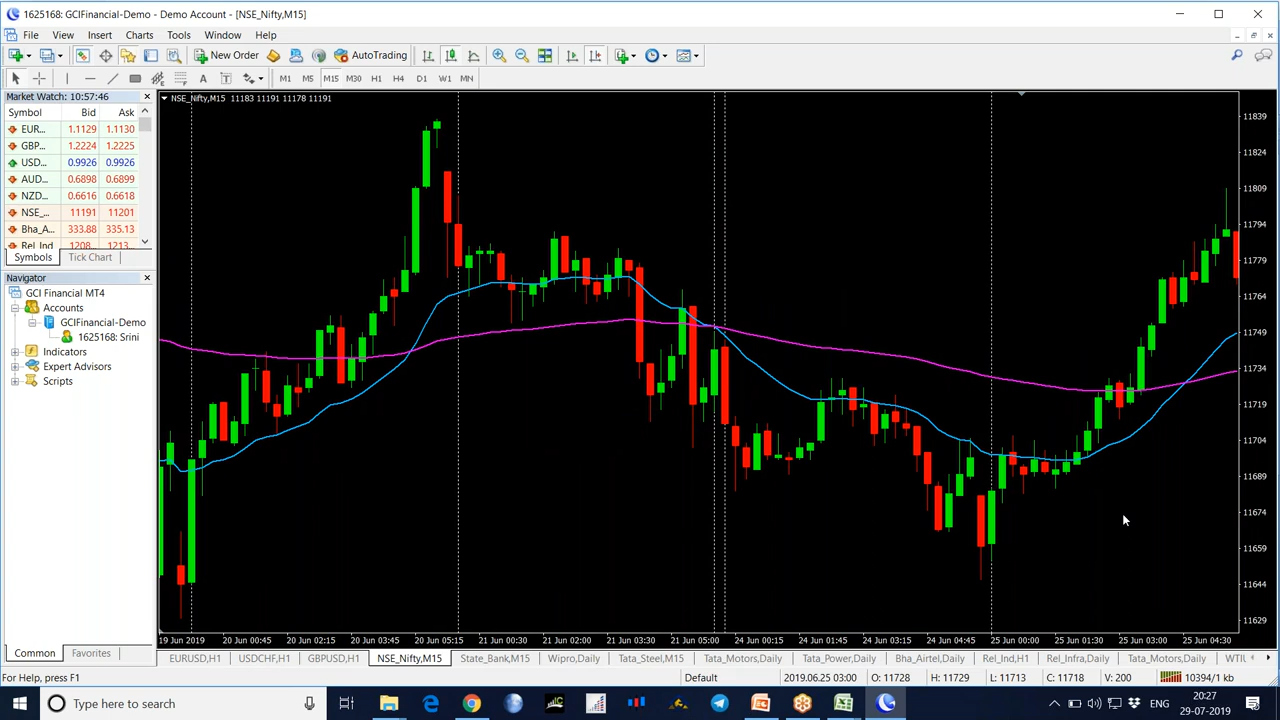 1625168: GCIFinancial-Demo - Demo Account - [NSE_Nifty,M15]
File View Insert Charts Tools Window Help
New Order AutoTrading
A T M1 M5 M15 M30 H1 H4 D1 W1 MN
Market Watch: 10:57:46
Symbol Bid Ask
EUR... 1.1129 1.1130
GBP... 1.2224 1.2225
USD... 0.9926 0.9926
AUD... 0.6898 0.6899
NZD... 0.6616 0.6618
NSE_... 11191 11201
Bha_A... 333.88 335.13
Rel_Ind 1208... 1213...
Symbols Tick Chart
Navigator
GCI Financial MT4
Accounts
GCIFinancial-Demo
1625168: Srini
Indicators
Expert Advisors
Scripts
Common Favorites
NSE_Nifty,M15 11183 11191 11178 11191
11839
11824
11809
11794
11779
11764
11749
11734
11719
11704
11689
11674
11659
11644
11629
19 Jun 2019 20 Jun 00:45 20 Jun 02:15 20 Jun 03:45 20 Jun 05:15 21 Jun 00:30 21 Jun 02:00 21 Jun 03:30 21 Jun 05:00 24 Jun 00:15 24 Jun 01:45 24 Jun 03:15 24 Jun 04:45 25 Jun 00:00 25 Jun 01:30 25 Jun 03:00 25 Jun 04:30
EURUSD,H1 USDCHF,H1 GBPUSD,H1 NSE_Nifty,M15 State_Bank,M15 Wipro,Daily Tata_Steel,M15 Tata_Motors,Daily Tata_Power,Daily Bha_Airtel,Daily Rel_Ind,H1 Rel_Infra,Daily Tata_Motors,Daily WTI
For Help, press F1 Default 2019.06.25 03:00 O: 11728 H: 11729 L: 11713 C: 11718 V: 200 10394/1 kb
Type here to search
ENG 20:27
29-07-2019